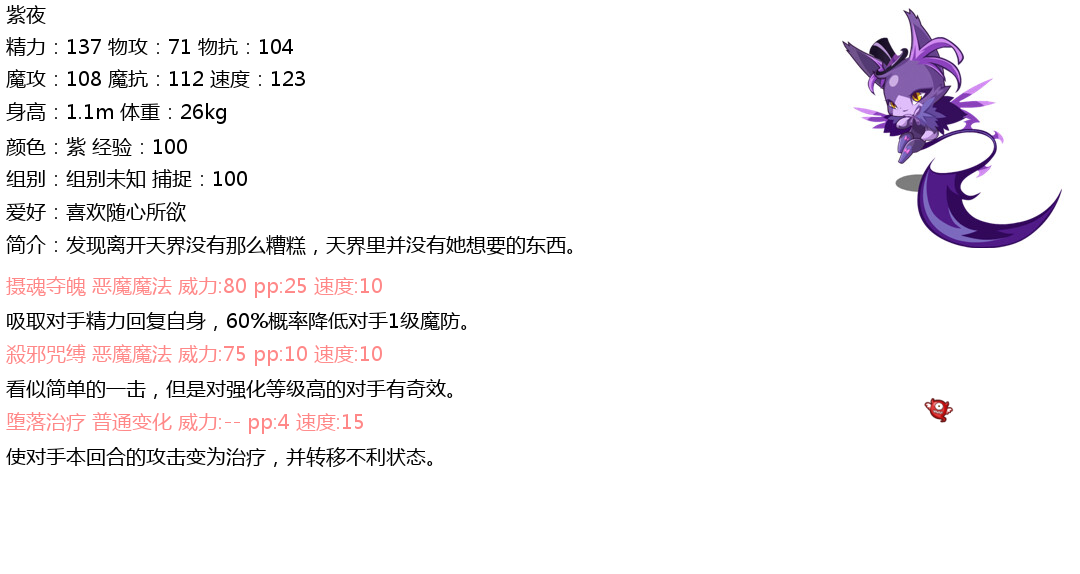 紫夜
精力：137 物攻：71 物抗：104
魔攻：108 魔抗：112 速度：123
身高：1.1m 体重：26kg
颜色：紫 经验：100
组别：组别未知 捕捉：100
爱好：喜欢随心所欲
简介：发现离开天界没有那么糟糕，天界里并没有她想要的东西。
摄魂夺魄 恶魔魔法 威力:80 pp:25 速度:10
吸取对手精力回复自身，60%概率降低对手1级魔防。
殺邪咒缚 恶魔魔法 威力:75 pp:10 速度:10
看似简单的一击，但是对强化等级高的对手有奇效。
堕落治疗 普通变化 威力:-- pp:4 速度:15
使对手本回合的攻击变为治疗，并转移不利状态。